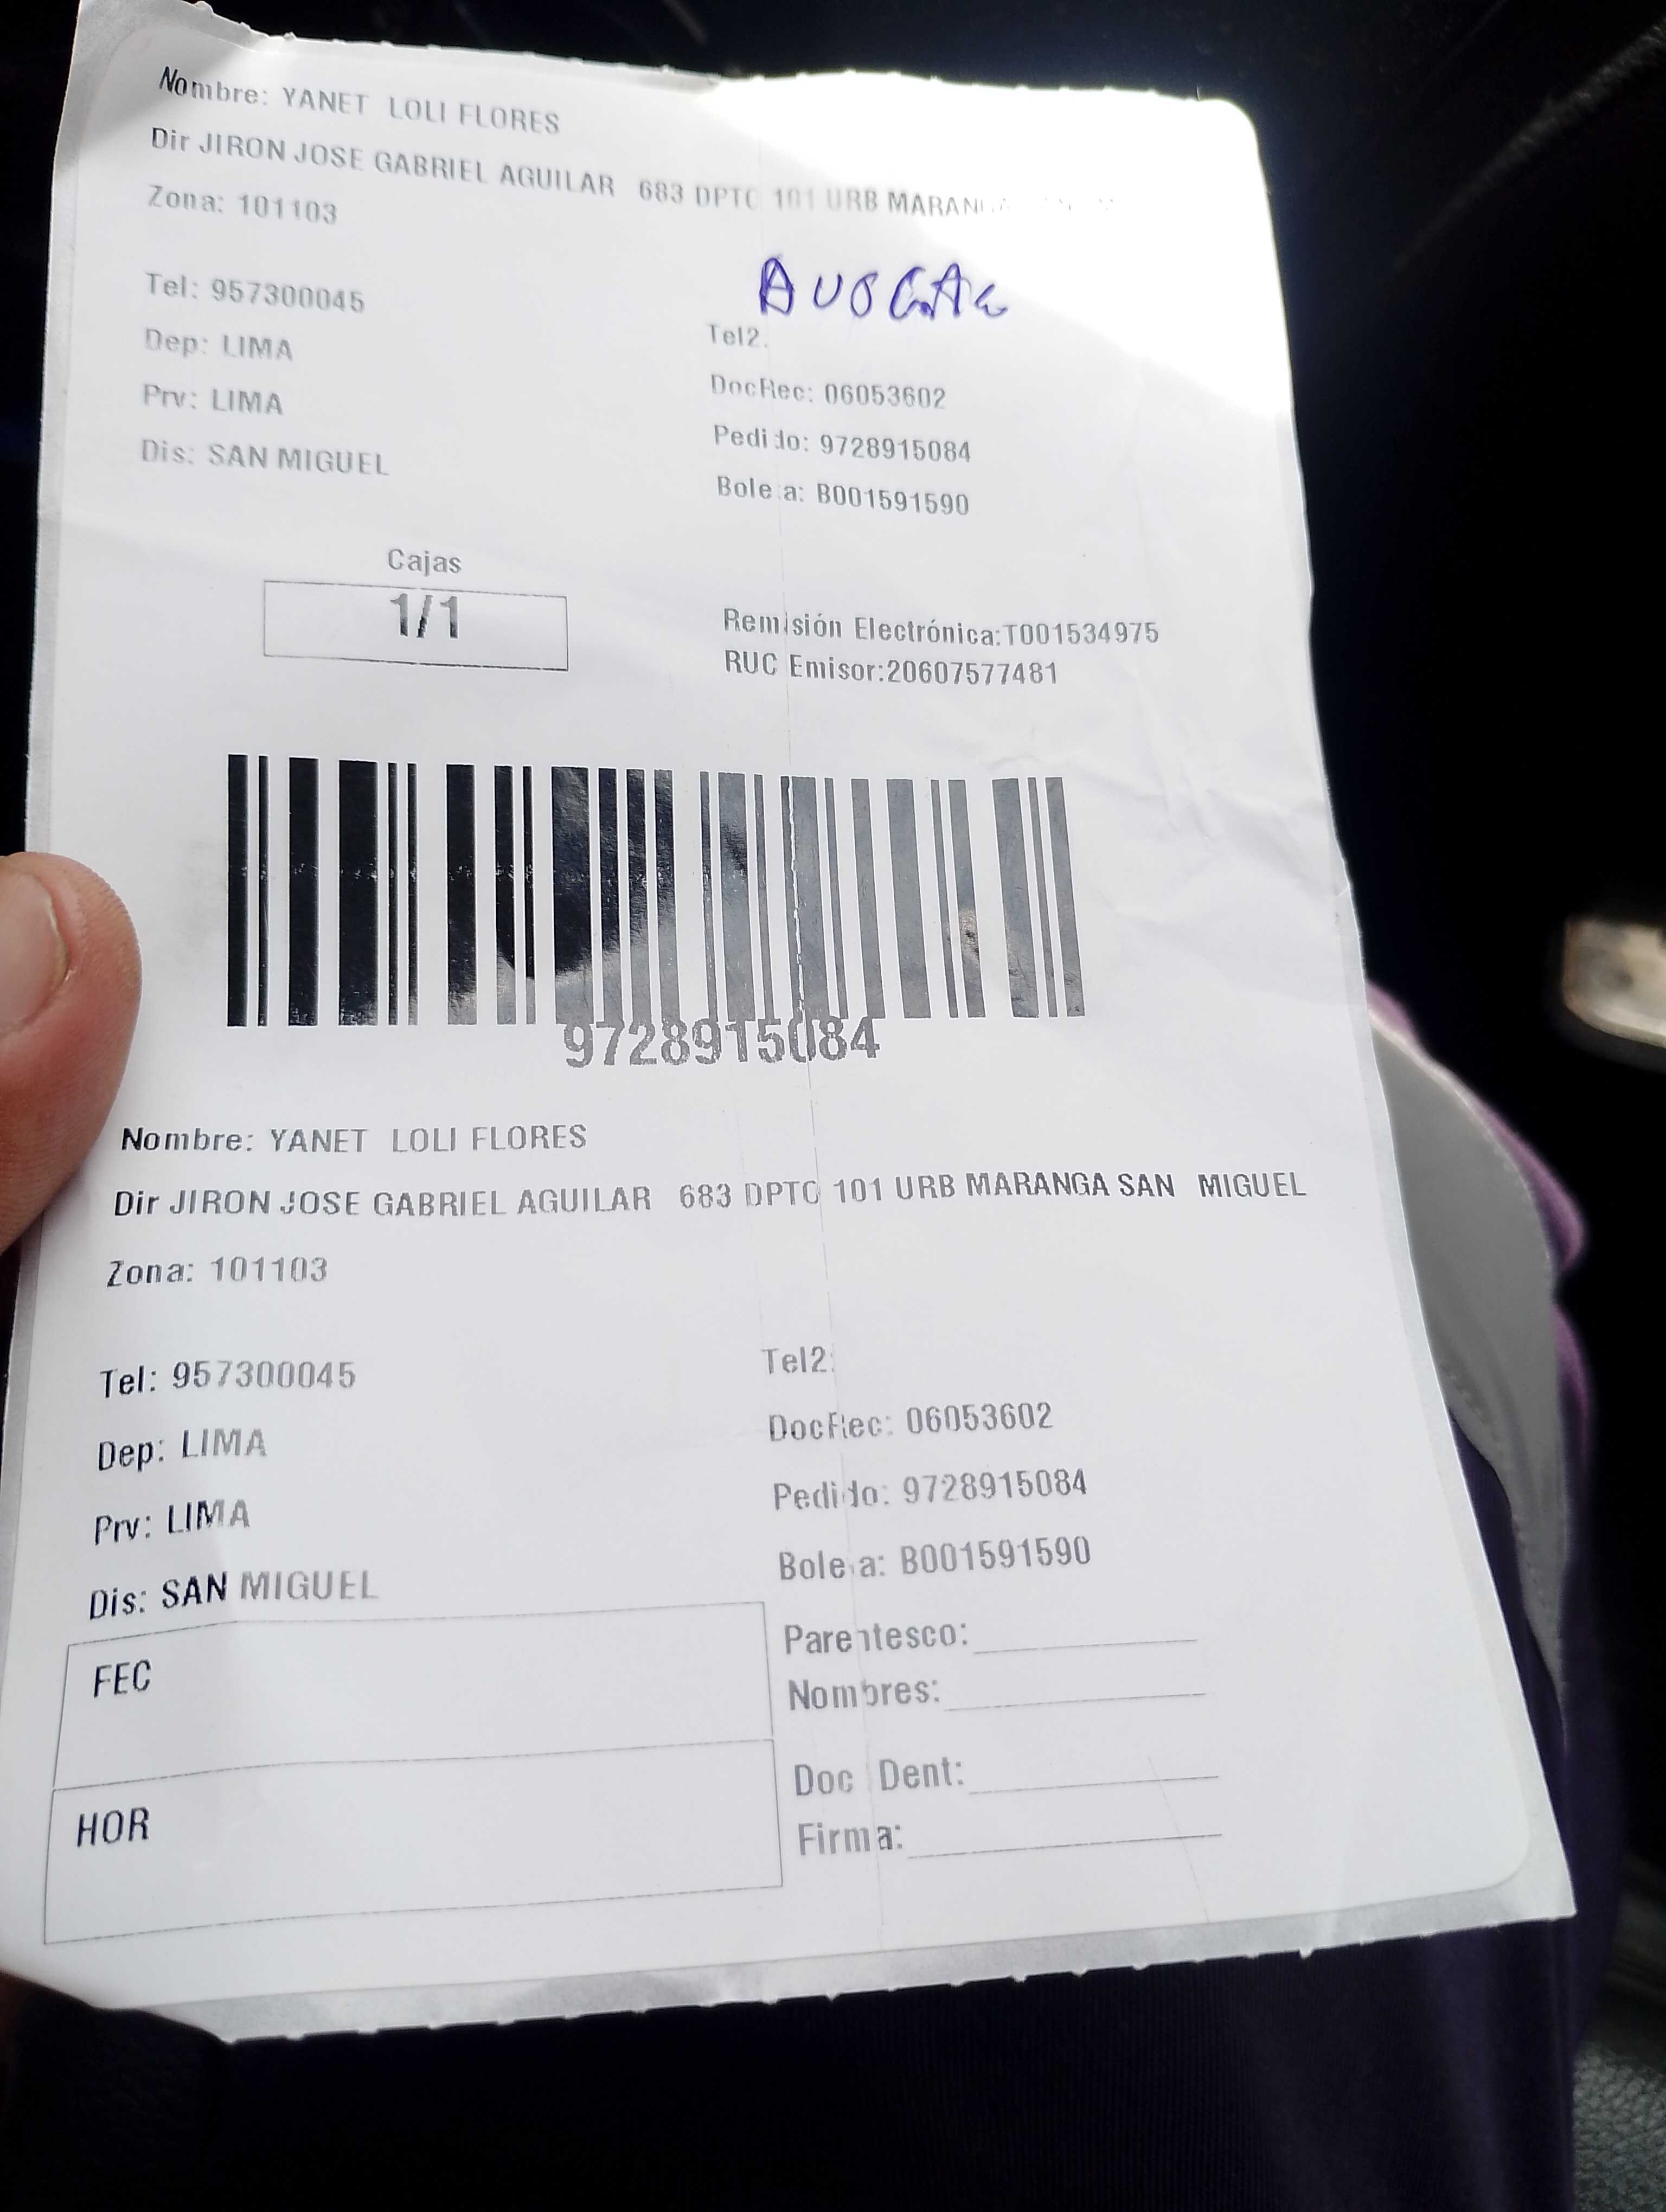 Nombre: YANET LOLI FLORES
Dir JIRON JOSE GABRIEL AGUILAR 683 DPTO 101 URB MARANGA
Zona: 101103
Tel: 957300045
Tel2:
Dep: LIMA
DocRec: 06053602
Prv: LIMA
Pedido: 9728915084
Dis: SAN MIGUEL
Boleta: B001591590
Cajas
1/1
Remisión Electrónica:T001534975
RUC Emisor:20607577481
9728915084
Nombre: YANET LOLI FLORES
Dir JIRON JOSE GABRIEL AGUILAR 683 DPTO 101 URB MARANGA SAN MIGUEL
Zona: 101103
Tel: 957300045
Tel2:
Dep: LIMA
DocRec: 06053602
Prv: LIMA
Pedido: 9728915084
Dis: SAN MIGUEL
Boleta: B001591590
FEC
Parentesco:
Nombres:
HOR
Doc Dent:
Firma: